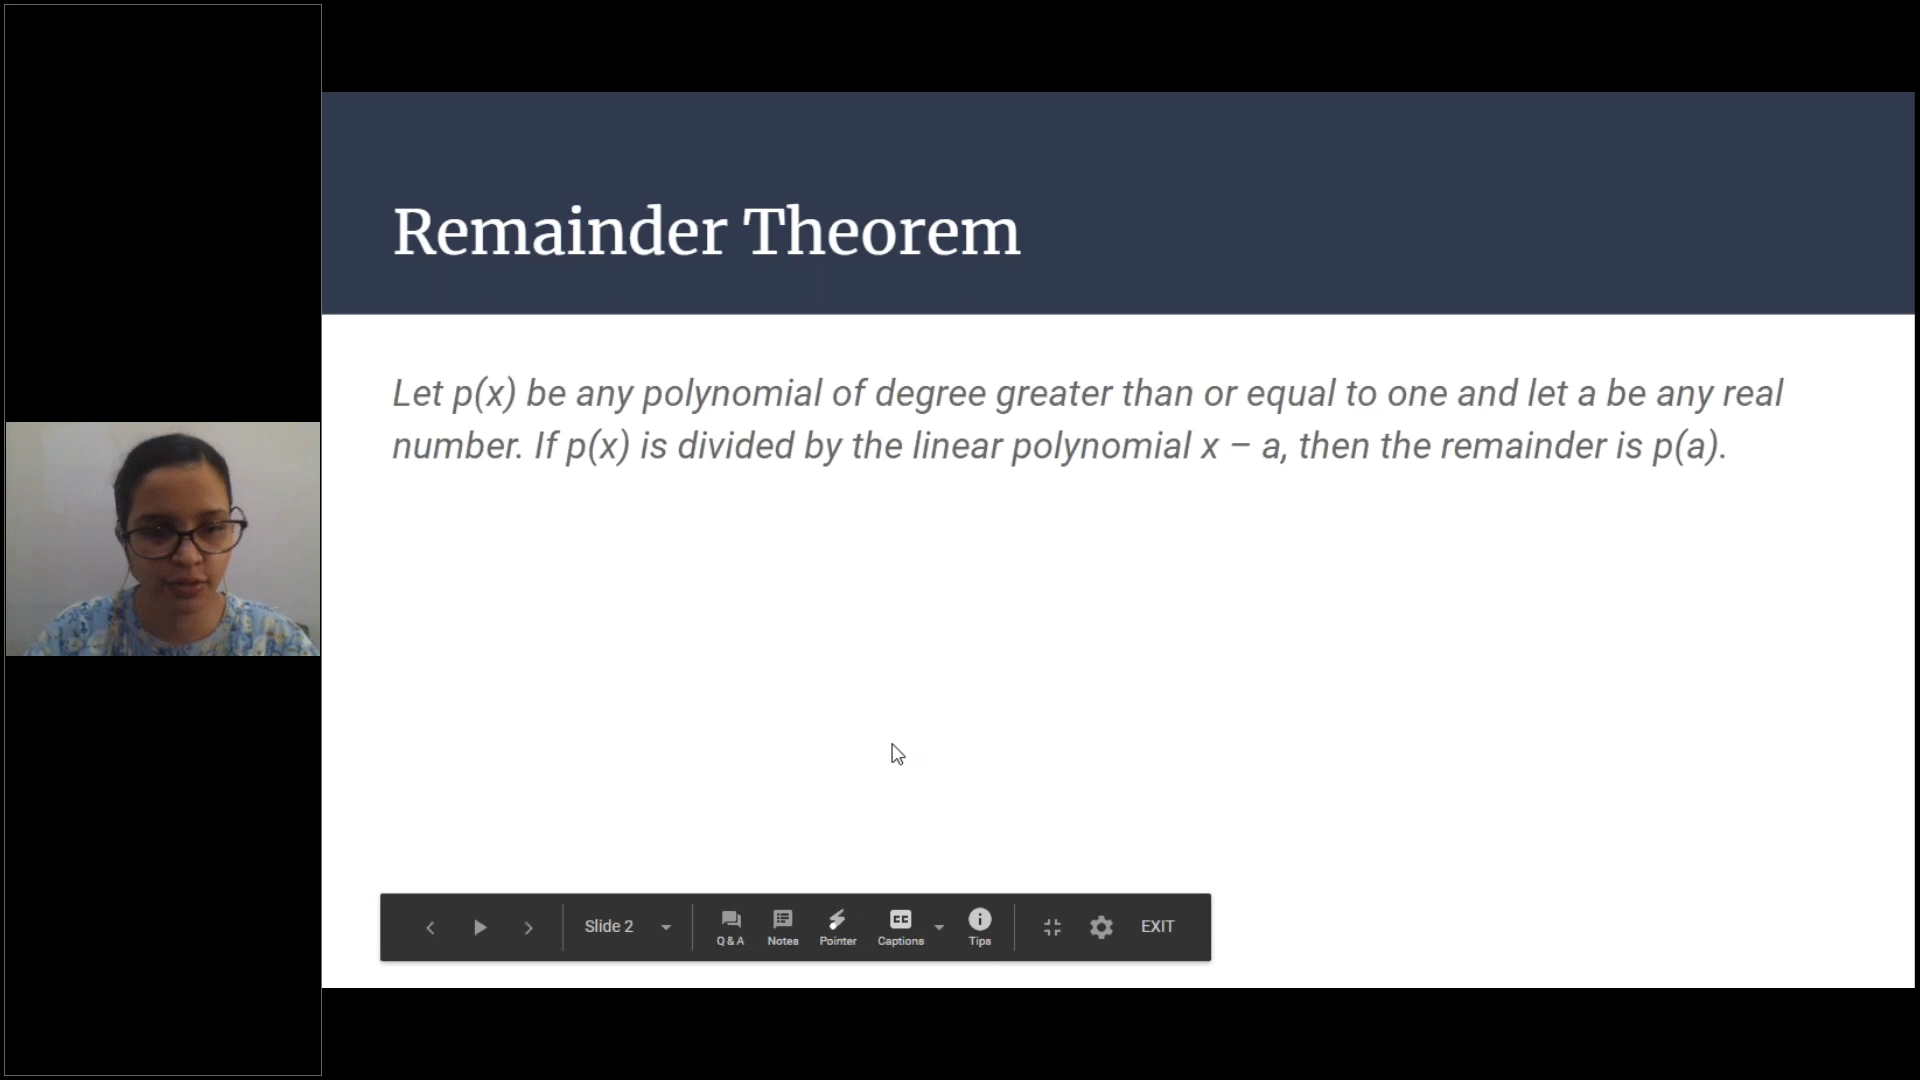 Remainder Theorem
Let p(x) be any polynomial of degree greater than or equal to one and let a be any real
number. If p(x) is divided by the linear polynomial x – a, then the remainder is p(a).
Slide 2
Q & A
Notes
Pointer
CC
Captions
Tips
EXIT